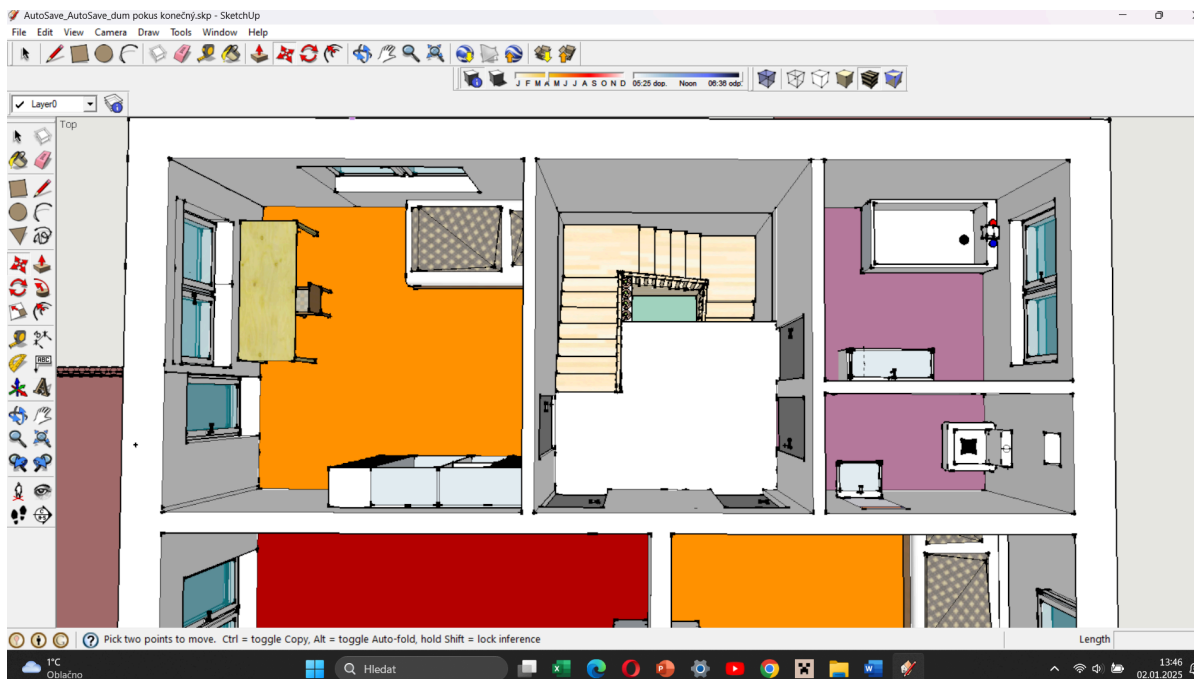 AutoSave_AutoSave_dum pokus konečný.skp - SketchUp
File Edit View Camera Draw Tools Window Help
J F M A M J J A S O N D 05:25 dop. Noon 06:36 odp.
Layer0
Top
ABC
Pick two points to move. Ctrl = toggle Copy, Alt = toggle Auto-fold, hold Shift = lock inference
Length
1°C
Oblačno
Hledat
13:46
02.01.2025